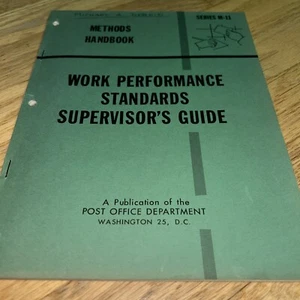 SERIES M-11
METHODS
HANDBOOK
WORK PERFORMANCE
STANDARDS
SUPERVISOR'S GUIDE
A Publication of the
POST OFFICE DEPARTMENT
WASHINGTON 25, D.C.